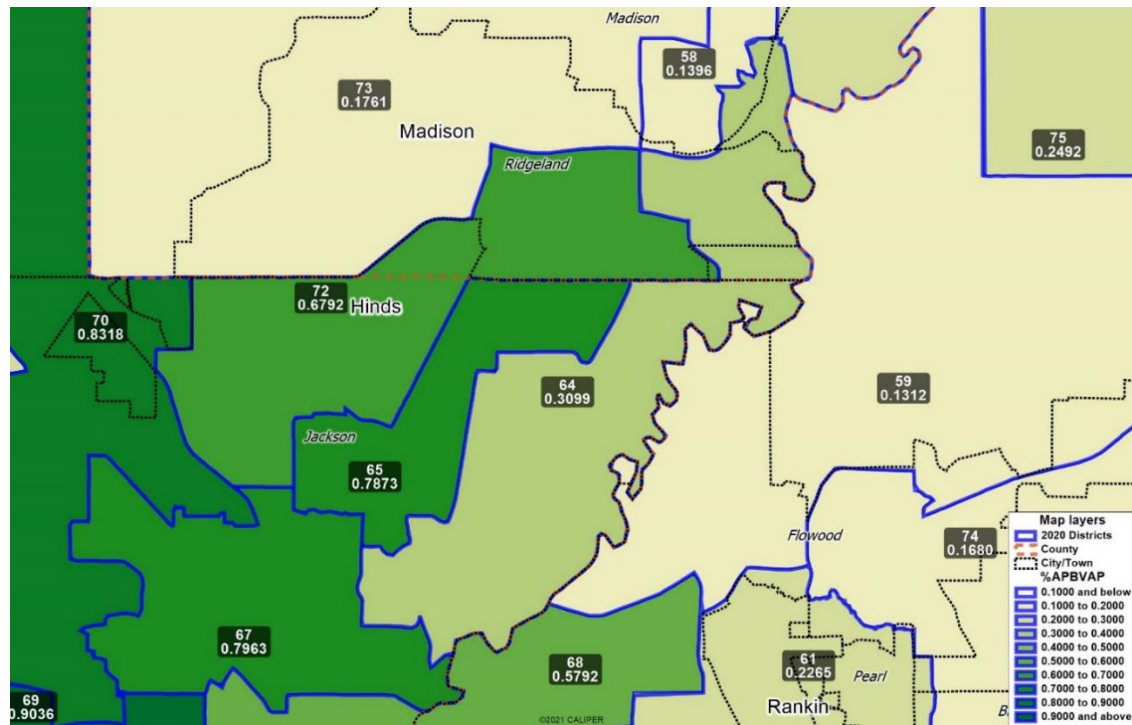 Madison
58
0.1396
73
0.1761
Madison
75
0.2492
Ridgeland
72
0.6792
Hinds
70
0.8318
64
0.3099
59
0.1312
Jackson
65
0.7873
Flowood
74
0.1680
67
0.7963
68
0.5792
61
0.2265
Pearl
69
0.9036
Rankin
B
©2021 CALIPER
Map layers
2020 Districts
County
City/Town
%APBVAP
0.1000 and below
0.1000 to 0.2000
0.2000 to 0.3000
0.3000 to 0.4000
0.4000 to 0.5000
0.5000 to 0.6000
0.6000 to 0.7000
0.7000 to 0.8000
0.8000 to 0.9000
0.9000 and above